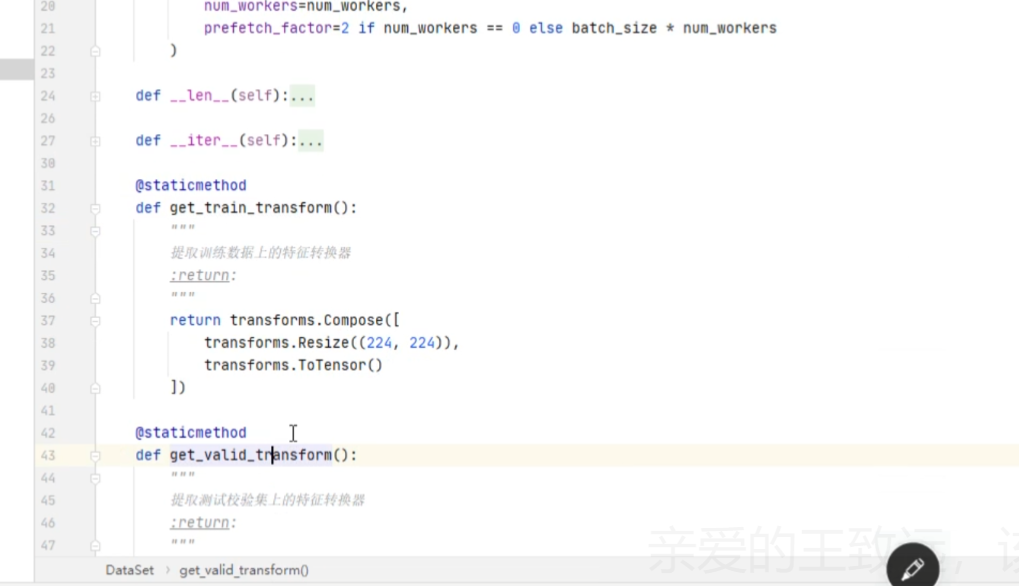 20 num_workers=num_workers,
21 prefetch_factor=2 if num_workers == 0 else batch_size * num_workers
22 )
23
24 def __len__(self):...
26
27 def __iter__(self):...
30
31 @staticmethod
32 def get_train_transform():
33 """
34 提取训练数据上的特征转换器
35 :return:
36 """
37 return transforms.Compose([
38 transforms.Resize((224, 224)),
39 transforms.ToTensor()
40 ])
41
42 @staticmethod
43 def get_valid_transform():
44 """
45 提取测试校验集上的特征转换器
46 :return:
47 """
亲爱的王致远,
DataSet › get_valid_transform()